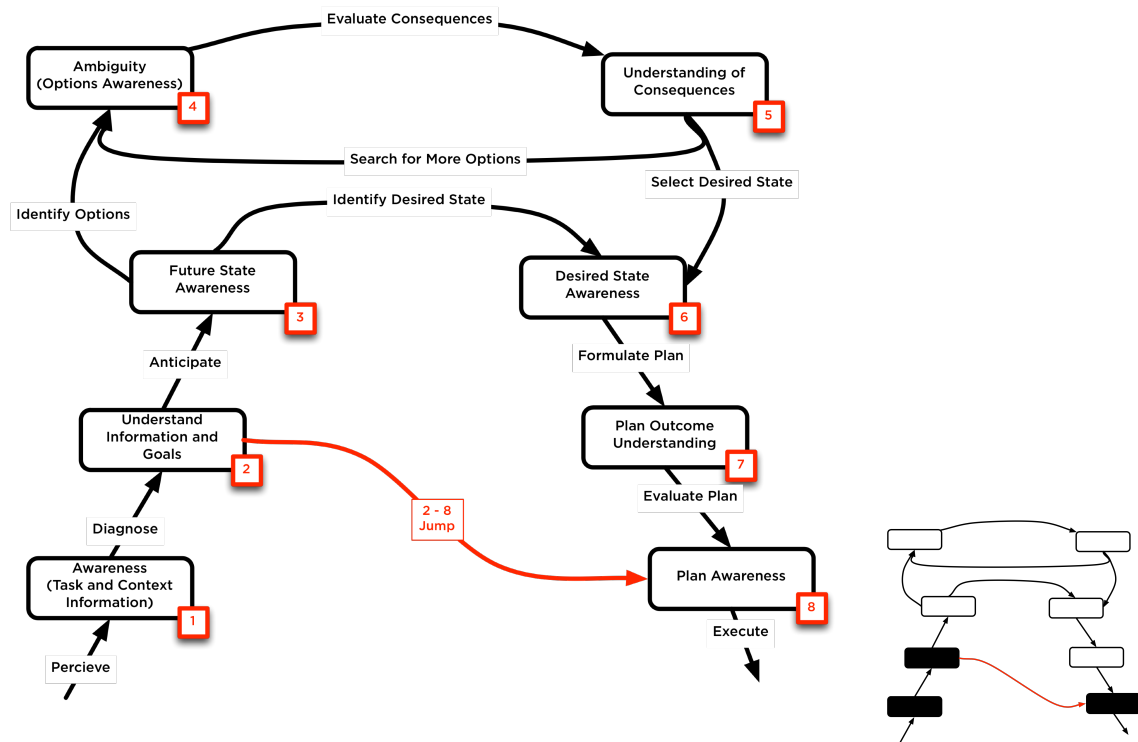 Evaluate Consequences
Ambiguity
(Options Awareness)
4
Understanding of
Consequences
5
Search for More Options
Select Desired State
Identify Options
Identify Desired State
Future State
Awareness
3
Desired State
Awareness
6
Anticipate
Formulate Plan
Understand
Information and
Goals
2
Plan Outcome
Understanding
7
2 - 8
Jump
Evaluate Plan
Diagnose
Awareness
(Task and Context
Information)
1
Plan Awareness
8
Percieve
Execute